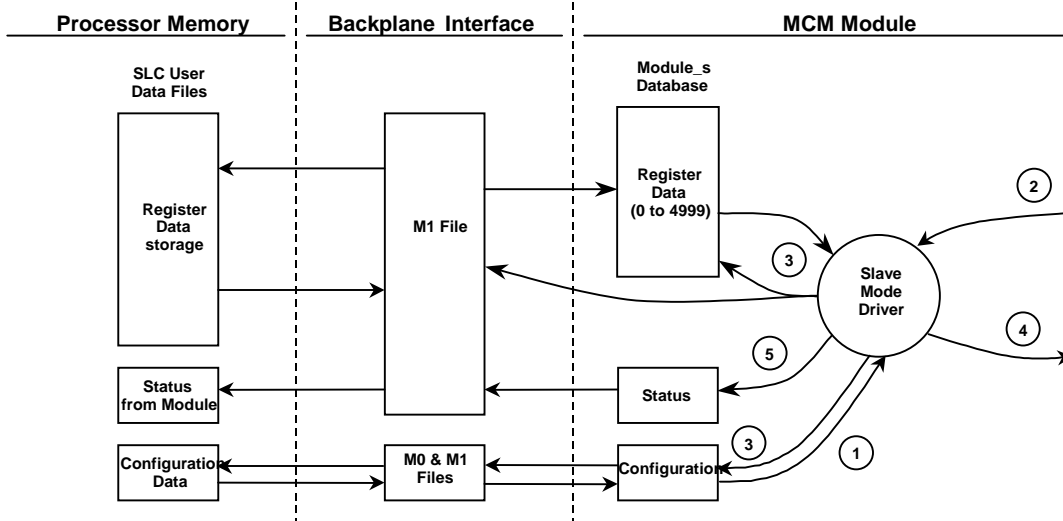 Processor Memory
Backplane Interface
MCM Module
SLC User
Data Files
Module_s
Database
Register
Data
storage
M1 File
Register
Data
(0 to 4999)
2
3
Slave
Mode
Driver
4
5
Status
from Module
Status
Configuration
Data
M0 & M1
Files
Configuration
3
1